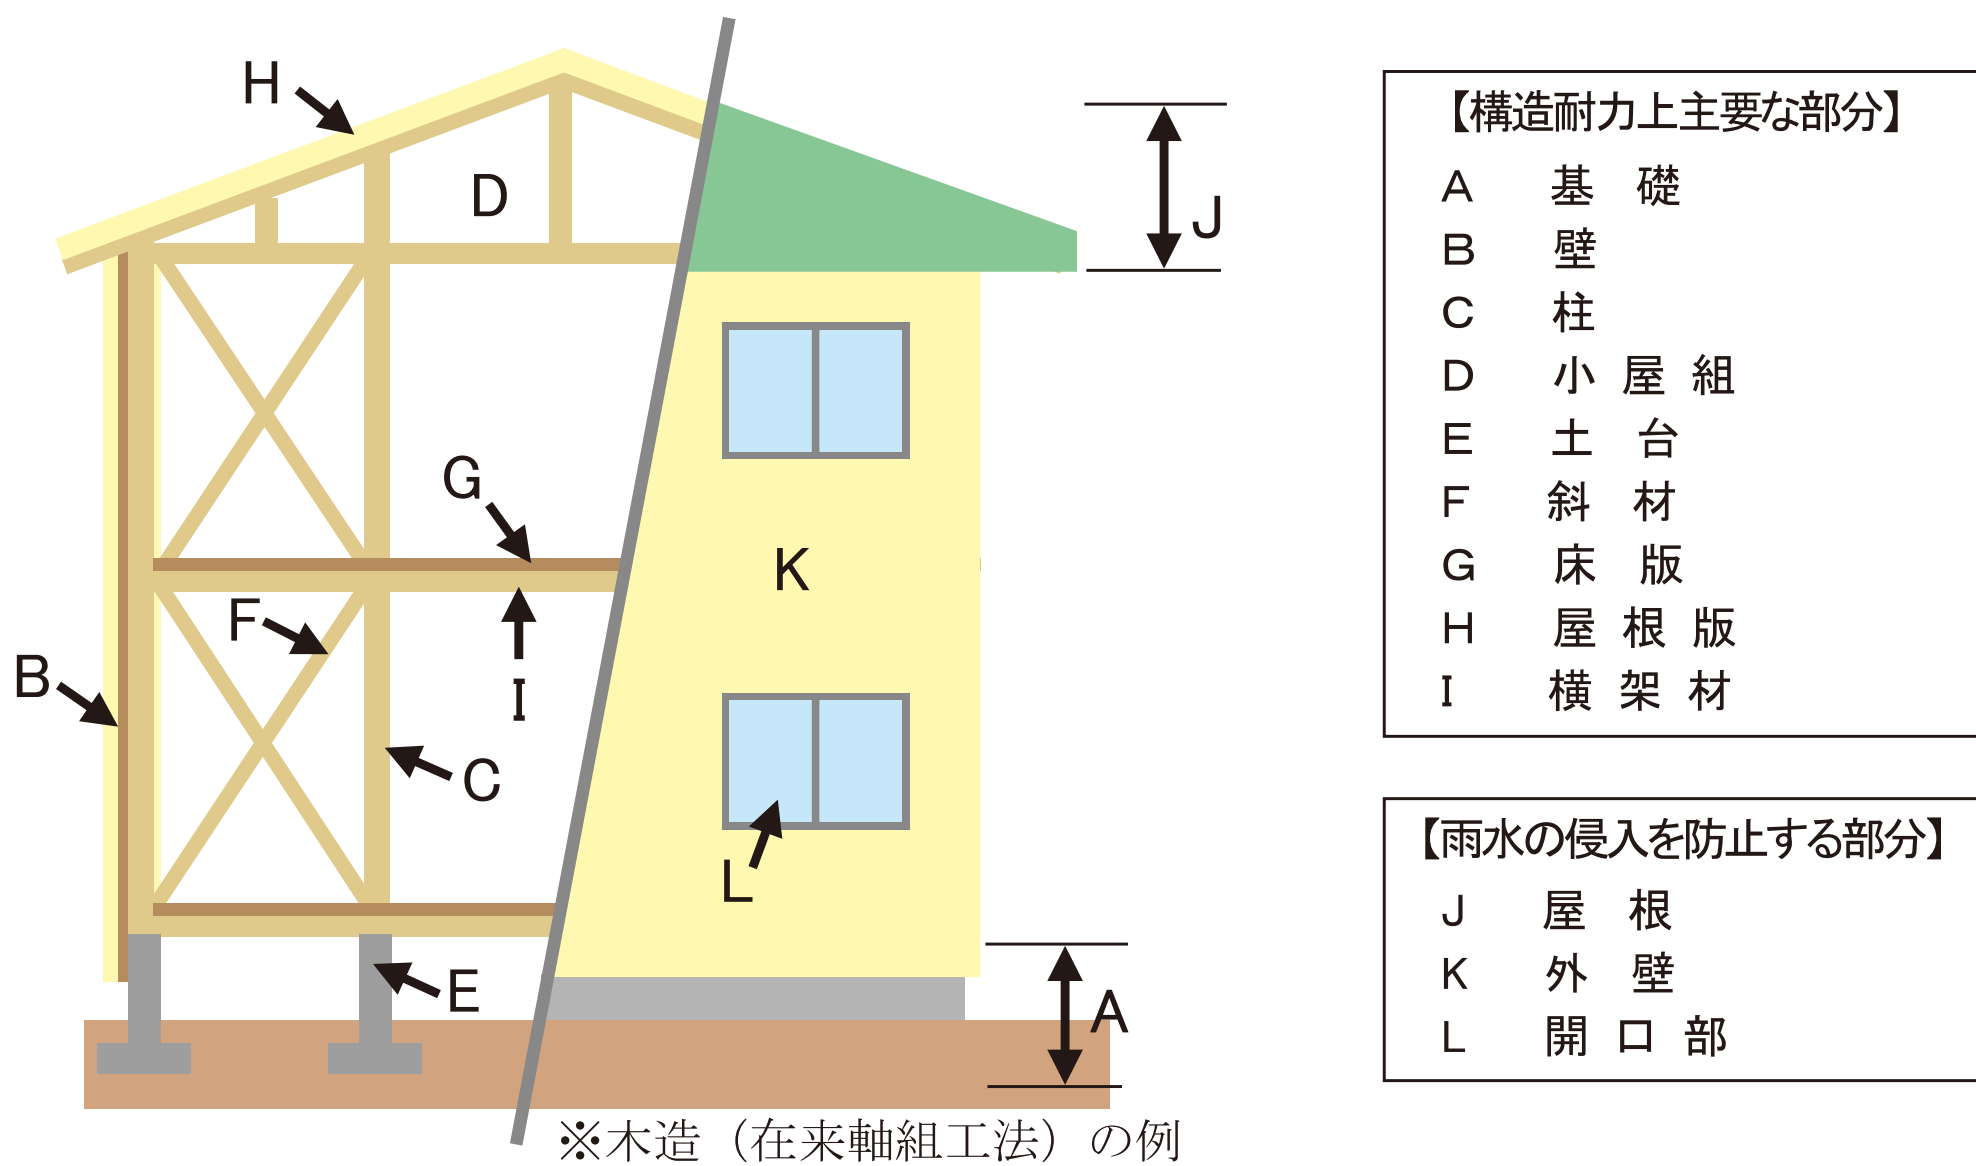 H
D
J
G
K
F
B
I
C
L
E
A
※木造（在来軸組工法）の例
【構造耐力上主要な部分】
A 基礎
B 壁
C 柱
D 小屋組
E 土台
F 斜材
G 床版
H 屋根版
I 横架材
【雨水の侵入を防止する部分】
J 屋根
K 外壁
L 開口部